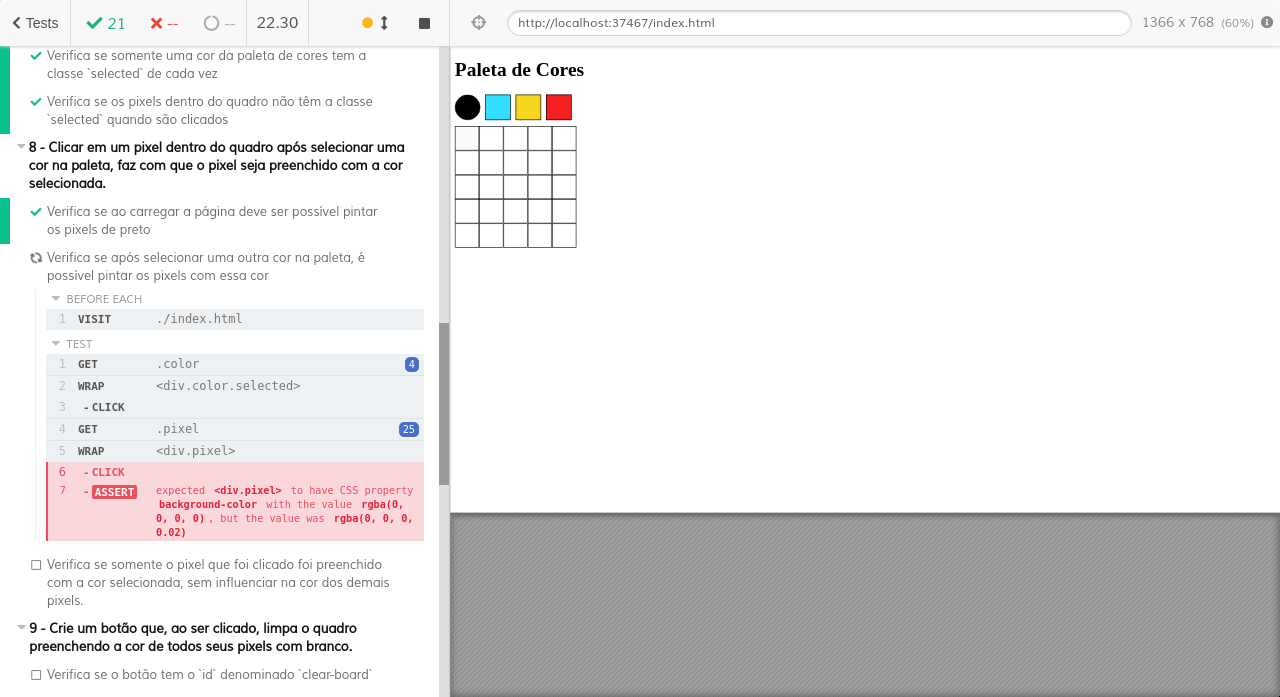 Tests
21
--
--
22.30
http://localhost:37467/index.html
1366 x 768 (60%)
Verifica se somente uma cor da paleta de cores tem a
classe `selected` de cada vez
Verifica se os pixels dentro do quadro não têm a classe
`selected` quando são clicados
8 - Clicar em um pixel dentro do quadro após selecionar uma
cor na paleta, faz com que o pixel seja preenchido com a cor
selecionada.
Verifica se ao carregar a página deve ser possível pintar
os pixels de preto
Verifica se após selecionar uma outra cor na paleta, é
possível pintar os pixels com essa cor
BEFORE EACH
1 VISIT ./index.html
TEST
1 GET .color 4
2 WRAP <div.color.selected>
3 - CLICK
4 GET .pixel 25
5 WRAP <div.pixel>
6 - CLICK
7 - ASSERT expected <div.pixel> to have CSS property
background-color with the value rgba(0,
0, 0, 0), but the value was rgba(0, 0, 0,
0.02)
Verifica se somente o pixel que foi clicado foi preenchido
com a cor selecionada, sem influenciar na cor dos demais
pixels.
9 - Crie um botão que, ao ser clicado, limpa o quadro
preenchendo a cor de todos seus pixels com branco.
Verifica se o botão tem o `id` denominado `clear-board`
Paleta de Cores